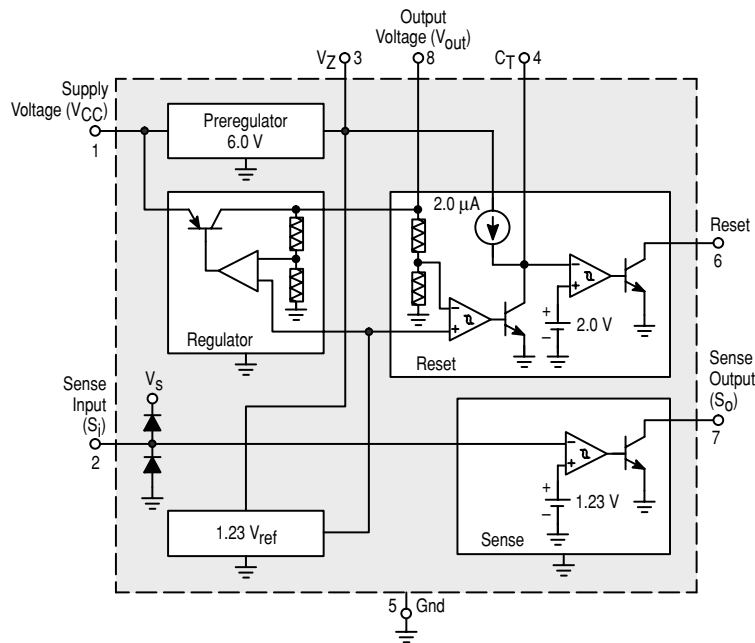 Output
Voltage (Vout)
VZ 3
8
CT 4
Supply
Voltage (VCC)
1
Preregulator
6.0 V
2.0 μA
Reset
6
2.0 V
Regulator
Reset
Sense
Input
(Si)
2
VS
Sense
Output
(SO)
7
1.23 V
1.23 Vref
Sense
5 Gnd